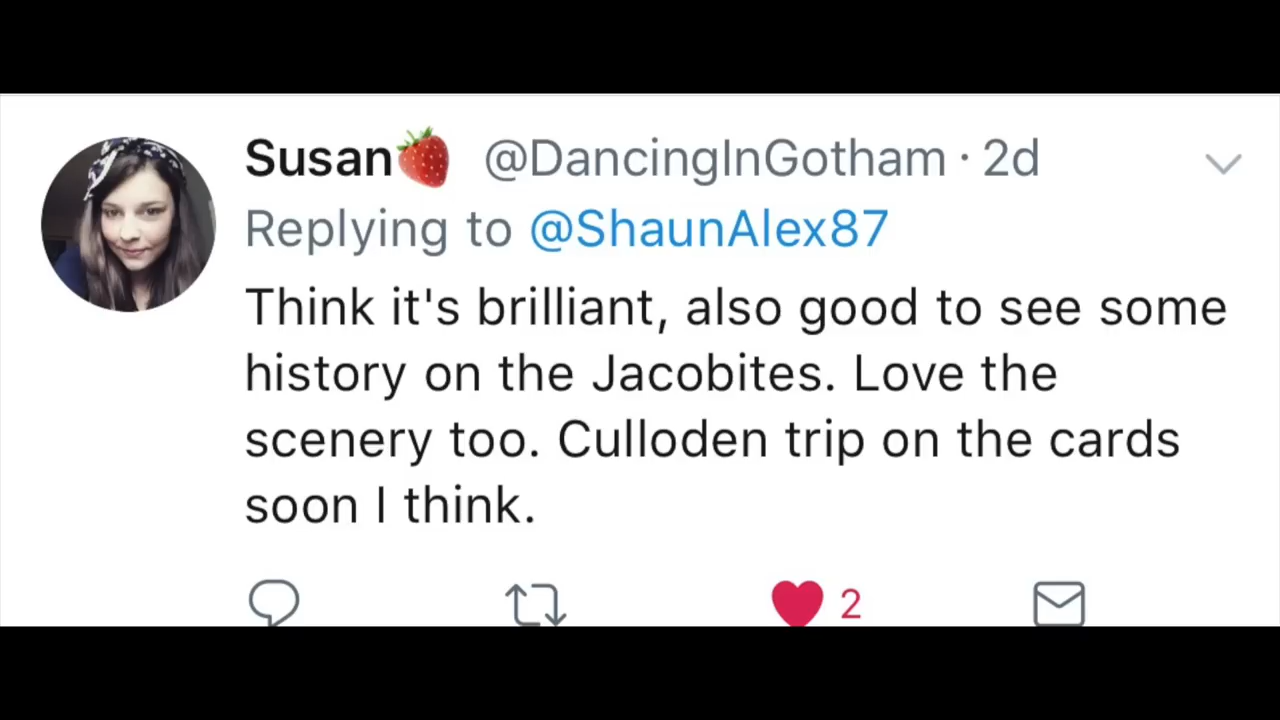 Susan🍓 @DancingInGotham · 2d
Replying to @ShaunAlex87
Think it's brilliant, also good to see some
history on the Jacobites. Love the
scenery too. Culloden trip on the cards
soon I think.
2